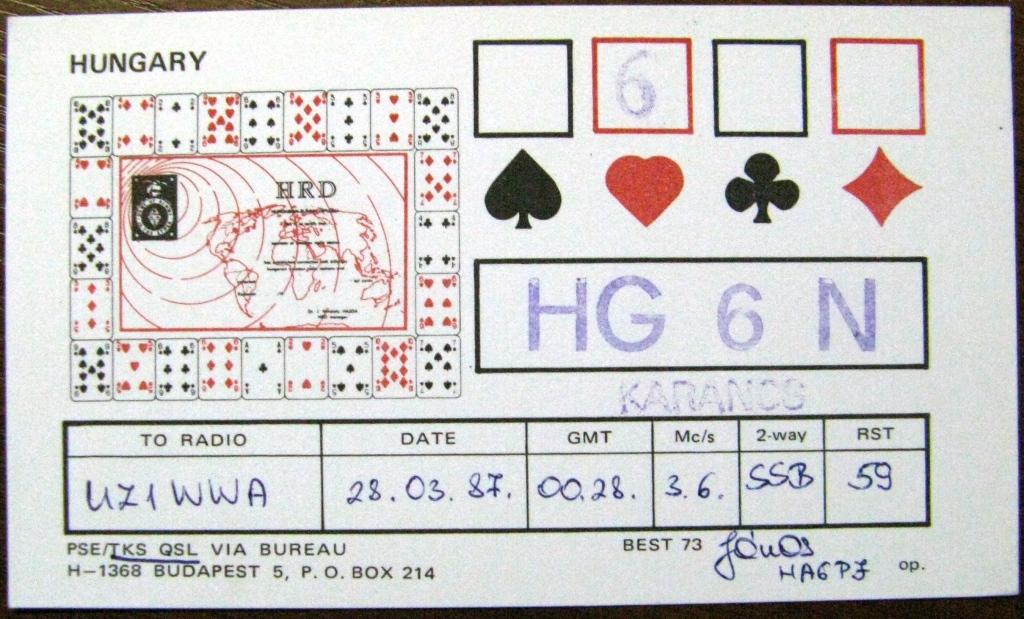 HUNGARY
6
HRD
HG 6 N
KARANCS
TO RADIO DATE GMT Mc/s 2-way RST
UZ1WWA 28.03.87. 00.28. 3.6. SSB 59
PSE/TKS QSL VIA BUREAU
H-1368 BUDAPEST 5, P.O. BOX 214
BEST 73 János
HA6PJ op.